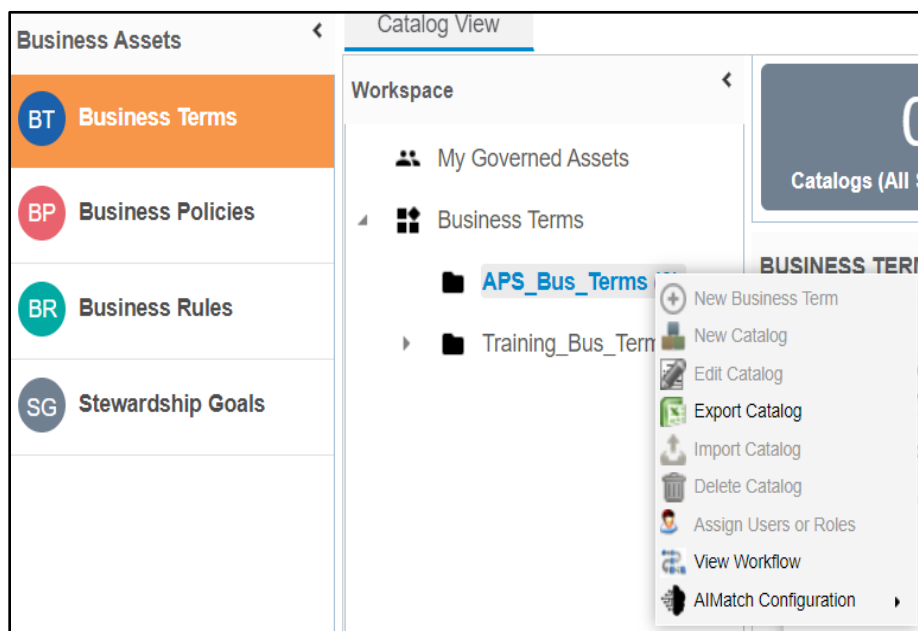 Business Assets
BT Business Terms
BP Business Policies
BR Business Rules
SG Stewardship Goals
Catalog View
Workspace
My Governed Assets
Business Terms
APS_Bus_Terms
Training_Bus_Term
Catalogs (All
BUSINESS TERM
New Business Term
New Catalog
Edit Catalog
Export Catalog
Import Catalog
Delete Catalog
Assign Users or Roles
View Workflow
AIMatch Configuration